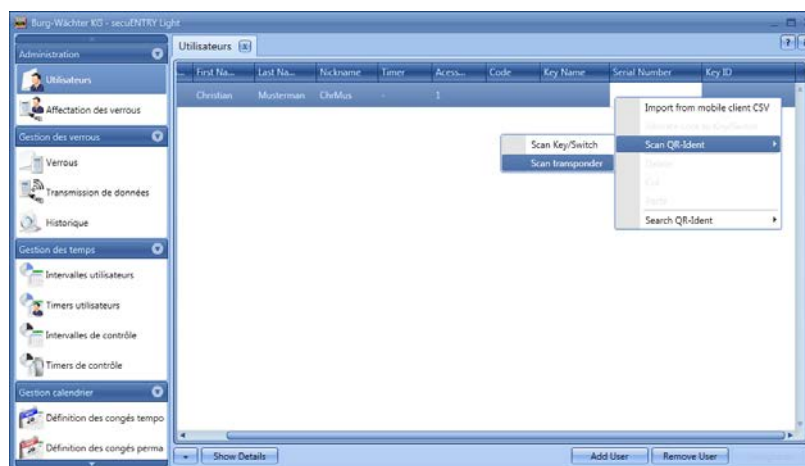 Burg-Wächter KG - secuENTRY Light
Administration
Utilisateurs
Affectation des verrous
Gestion des verrous
Verrous
Transmission de données
Historique
Gestion des temps
Intervalles utilisateurs
Timers utilisateurs
Intervalles de contrôle
Timers de contrôle
Gestion calendrier
Définition des congés tempo
Définition des congés perma
Utilisateurs
... First Na... Last Na... Nickname Timer Acess... Code Key Name Serial Number Key ID
Christian Musterman ChrMus - 1
Import from mobile client CSV
Scan QR-Ident
Delete
Cut
Paste
Search QR-Ident
Scan Key/Switch
Scan transponder
Show Details Add User Remove User